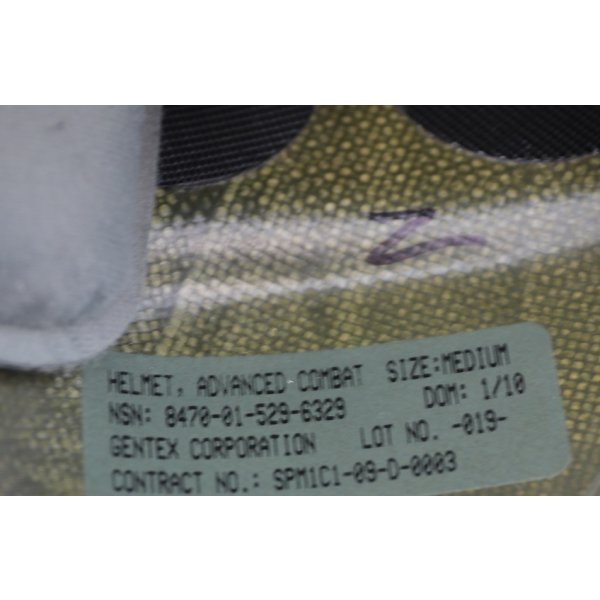 2
HELMET, ADVANCED COMBAT SIZE:MEDIUM
NSN: 8470-01-529-6329 DOM: 1/10
GENTEX CORPORATION LOT NO. -019-
CONTRACT NO.: SPM1C1-09-D-0003